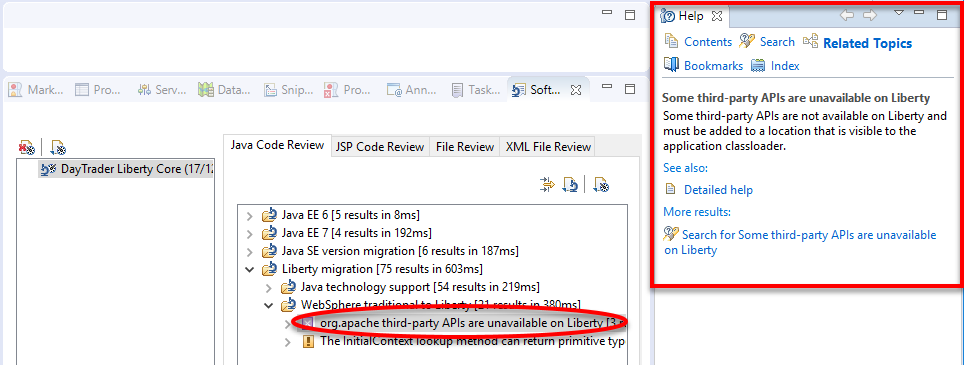 Mark...
Pro...
Serv...
Data...
Snip...
Pro...
Ann...
Task...
Soft...
DayTrader Liberty Core (17/12
Java Code Review
JSP Code Review
File Review
XML File Review
Java EE 6 [5 results in 8ms]
Java EE 7 [4 results in 192ms]
Java SE version migration [6 results in 187ms]
Liberty migration [75 results in 603ms]
Java technology support [54 results in 219ms]
WebSphere traditional to Liberty [21 results in 380ms]
org.apache third-party APIs are unavailable on Liberty [3
The InitialContext lookup method can return primitive typ
Help
Contents
Search
Related Topics
Bookmarks
Index
Some third-party APIs are unavailable on Liberty
Some third-party APIs are not available on Liberty and
must be added to a location that is visible to the
application classloader.
See also:
Detailed help
More results:
Search for Some third-party APIs are unavailable
on Liberty